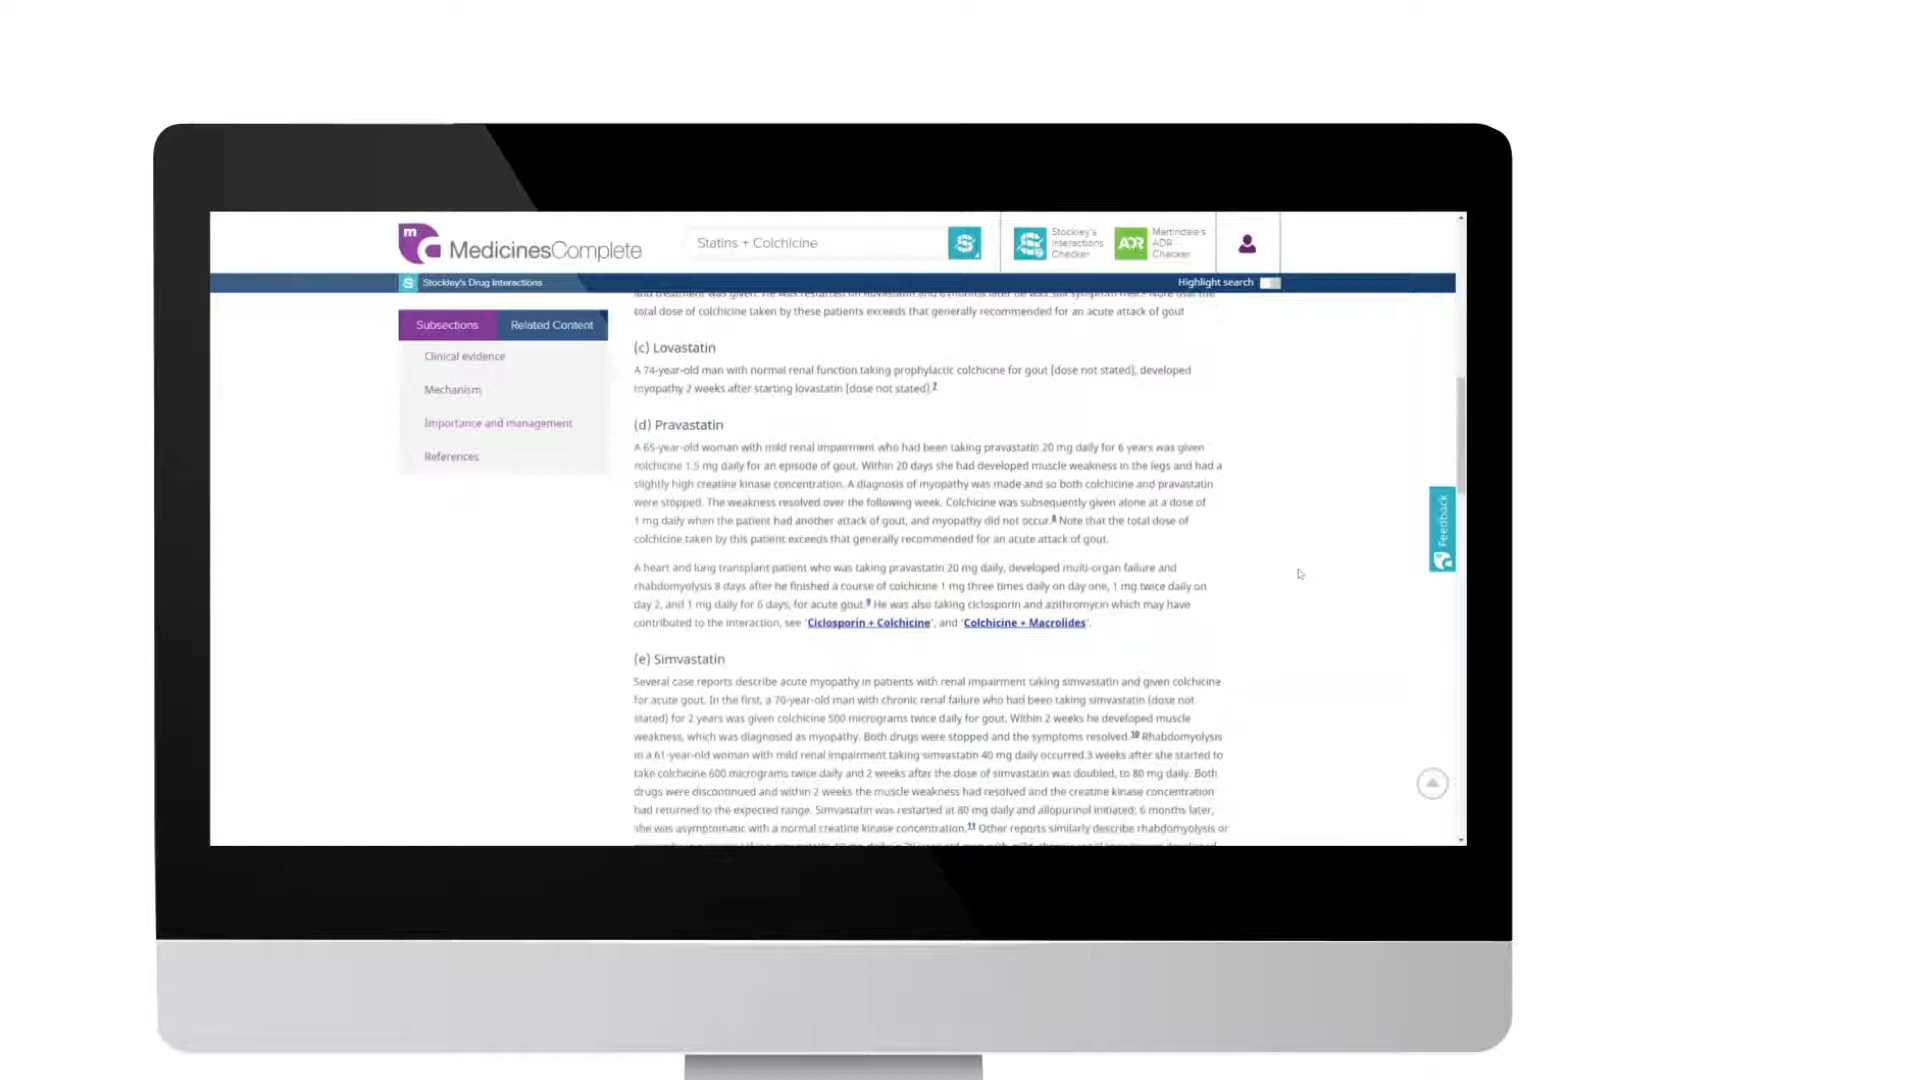 m
MedicinesComplete
Statins + Colchicine
Stockley's
Interactions
Checker
ADR
Martindale's
ADR
Checker
Stockley's Drug Interactions
Highlight search
Subsections
Related Content
Clinical evidence
Mechanism
Importance and management
References
total dose of colchicine taken by these patients exceeds that generally recommended for an acute attack of gout
(c) Lovastatin
A 74-year-old man with normal renal function taking prophylactic colchicine for gout [dose not stated], developed
myopathy 2 weeks after starting lovastatin [dose not stated].7
(d) Pravastatin
A 65-year-old woman with mild renal impairment who had been taking pravastatin 20 mg daily for 6 years was given
colchicine 1.5 mg daily for an episode of gout. Within 20 days she had developed muscle weakness in the legs and had a
slightly high creatine kinase concentration. A diagnosis of myopathy was made and so both colchicine and pravastatin
were stopped. The weakness resolved over the following week. Colchicine was subsequently given alone at a dose of
1 mg daily when the patient had another attack of gout, and myopathy did not occur.8 Note that the total dose of
colchicine taken by this patient exceeds that generally recommended for an acute attack of gout.
A heart and lung transplant patient who was taking pravastatin 20 mg daily, developed multi-organ failure and
rhabdomyolysis 8 days after he finished a course of colchicine 1 mg three times daily on day one, 1 mg twice daily on
day 2, and 1 mg daily for 6 days, for acute gout.9 He was also taking ciclosporin and azithromycin which may have
contributed to the interaction, see 'Ciclosporin + Colchicine', and 'Colchicine + Macrolides'.
(e) Simvastatin
Several case reports describe acute myopathy in patients with renal impairment taking simvastatin and given colchicine
for acute gout. In the first, a 70-year-old man with chronic renal failure who had been taking simvastatin (dose not
stated) for 2 years was given colchicine 500 micrograms twice daily for gout. Within 2 weeks he developed muscle
weakness, which was diagnosed as myopathy. Both drugs were stopped and the symptoms resolved.10 Rhabdomyolysis
in a 61-year-old woman with mild renal impairment taking simvastatin 40 mg daily occurred 3 weeks after she started to
take colchicine 600 micrograms twice daily and 2 weeks after the dose of simvastatin was doubled, to 80 mg daily. Both
drugs were discontinued and within 2 weeks the muscle weakness had resolved and the creatine kinase concentration
had returned to the expected range. Simvastatin was restarted at 80 mg daily and allopurinol initiated; 6 months later,
she was asymptomatic with a normal creatine kinase concentration.11 Other reports similarly describe rhabdomyolysis or
Feedback